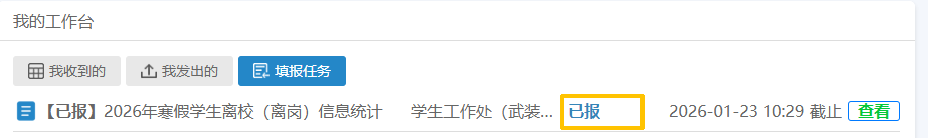 我的工作台
我收到的 我发出的 填报任务
【已报】2026年寒假学生离校（离岗）信息统计 学生工作处（武装... 已报 2026-01-23 10:29 截止 查看